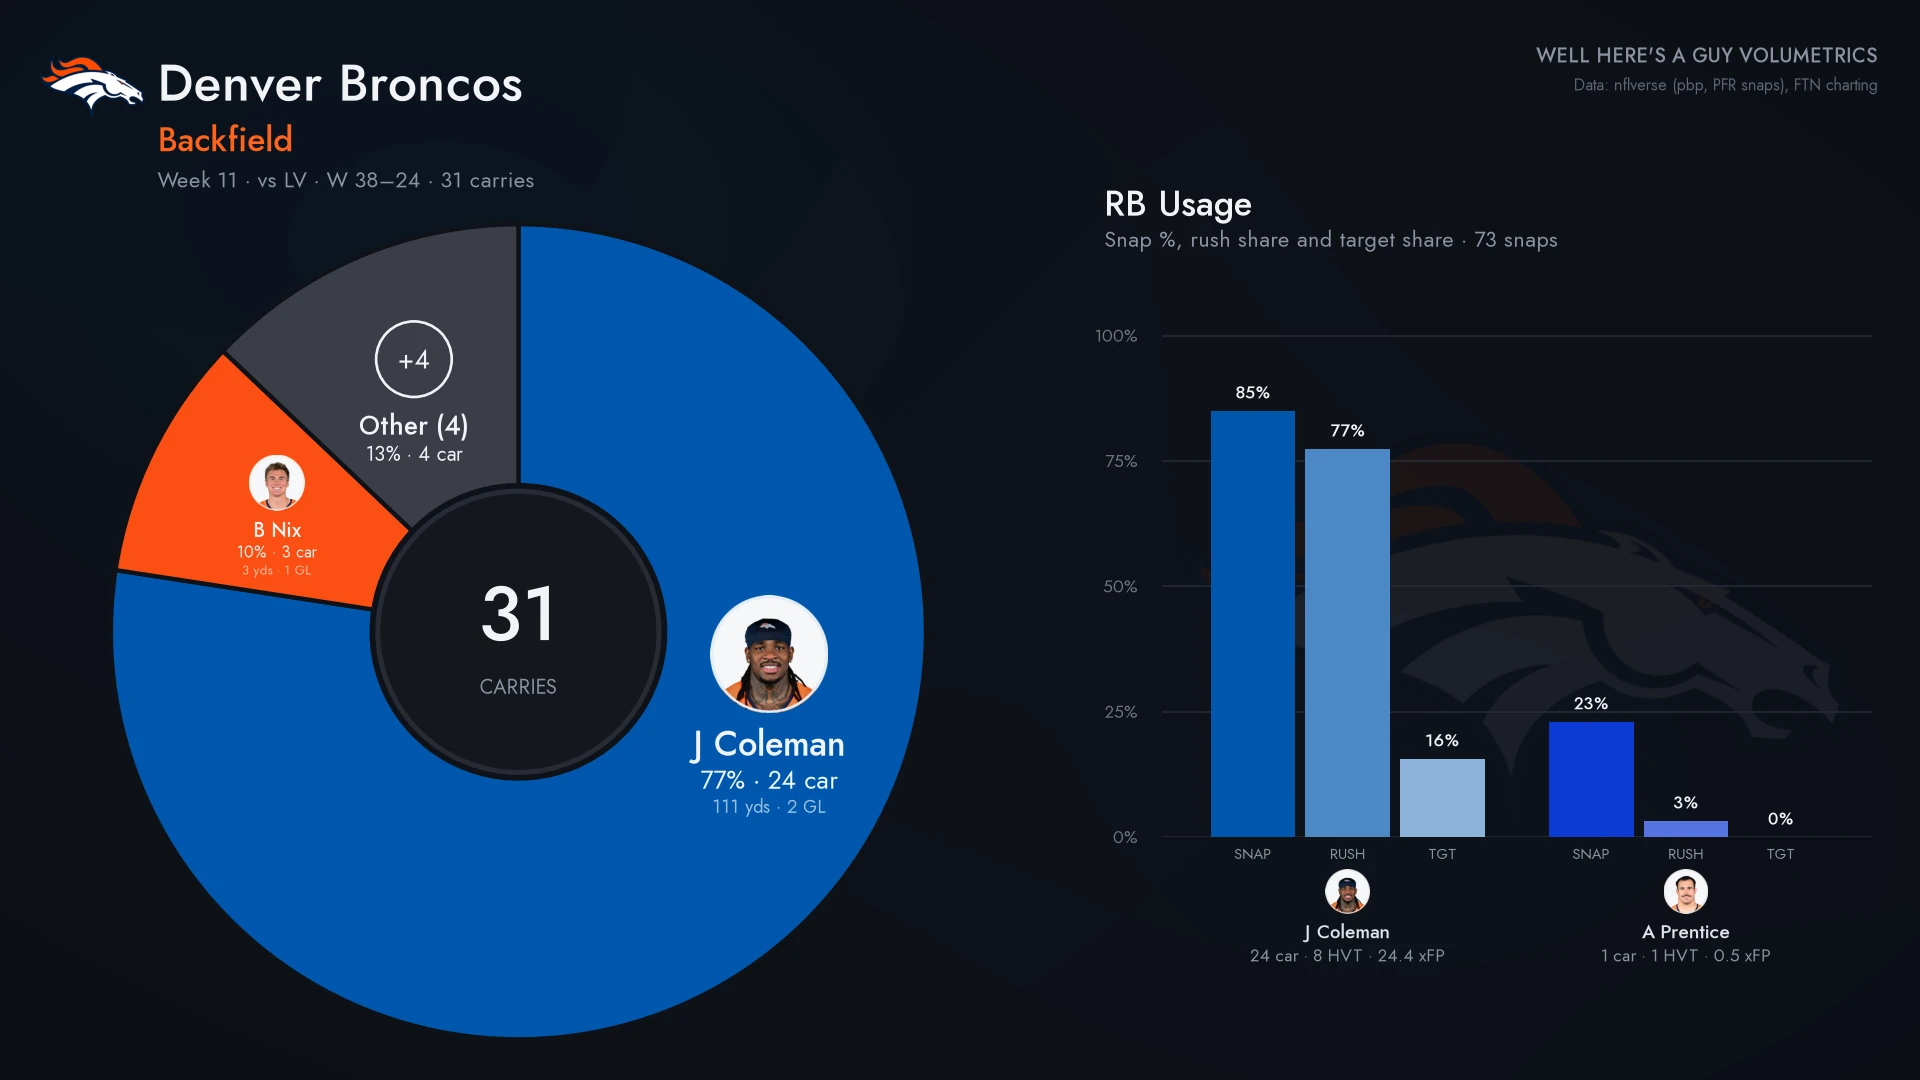 Denver Broncos
Backfield
Week 11 · vs LV · W 38–24 · 31 carries
WELL HERE'S A GUY VOLUMETRICS
Data: nflverse (pbp, PFR snaps), FTN charting
+4
Other (4)
13% · 4 car
B Nix
10% · 3 car
3 yds · 1 GL
31
CARRIES
J Coleman
77% · 24 car
111 yds · 2 GL
RB Usage
Snap %, rush share and target share · 73 snaps
100%
75%
50%
25%
0%
85%
77%
16%
23%
3%
0%
SNAP RUSH TGT SNAP RUSH TGT
J Coleman
24 car · 8 HVT · 24.4 xFP
A Prentice
1 car · 1 HVT · 0.5 xFP